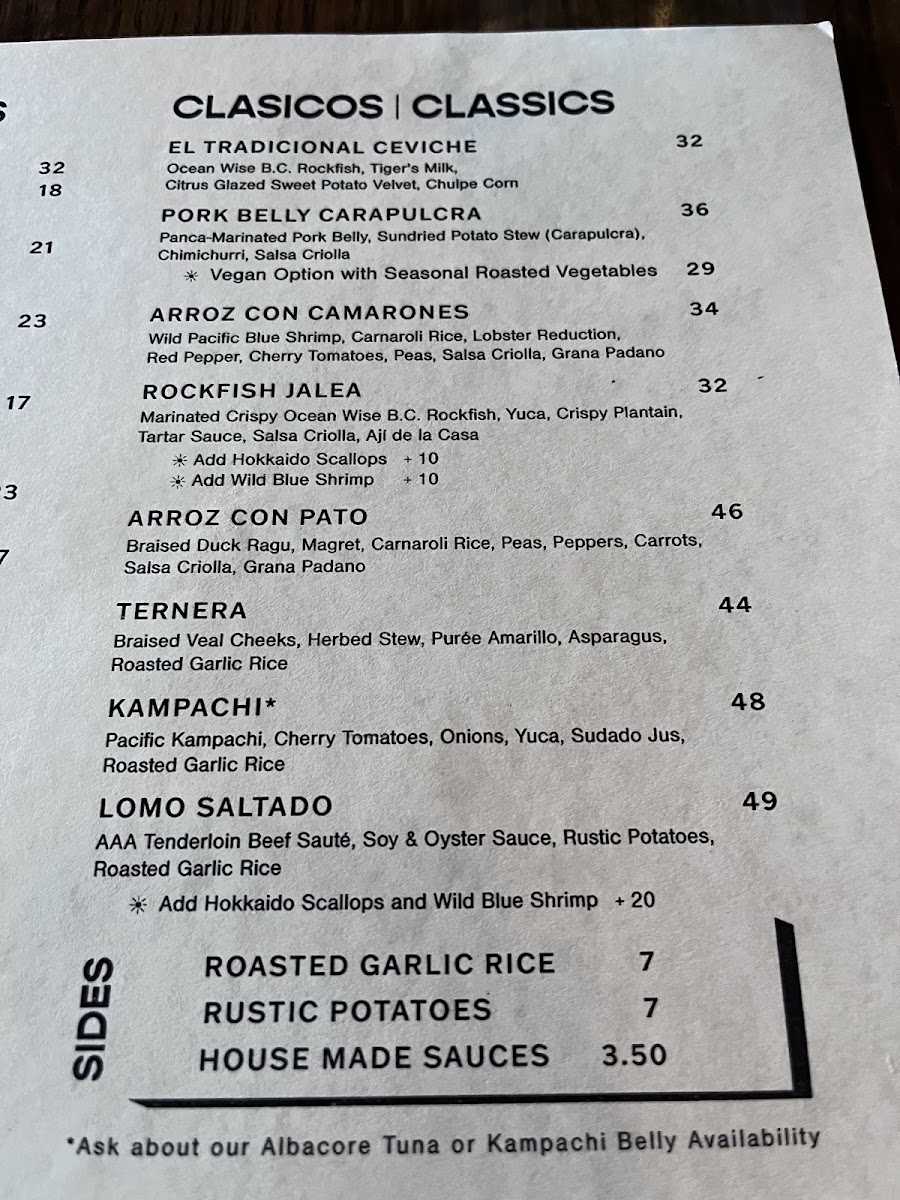 S
32
18
21
23
17
3
7
CLASICOS | CLASSICS
EL TRADICIONAL CEVICHE 32
Ocean Wise B.C. Rockfish, Tiger's Milk,
Citrus Glazed Sweet Potato Velvet, Chulpe Corn
PORK BELLY CARAPULCRA 36
Panca-Marinated Pork Belly, Sundried Potato Stew (Carapulcra),
Chimichurri, Salsa Criolla
Vegan Option with Seasonal Roasted Vegetables 29
ARROZ CON CAMARONES 34
Wild Pacific Blue Shrimp, Carnaroli Rice, Lobster Reduction,
Red Pepper, Cherry Tomatoes, Peas, Salsa Criolla, Grana Padano
ROCKFISH JALEA 32
Marinated Crispy Ocean Wise B.C. Rockfish, Yuca, Crispy Plantain,
Tartar Sauce, Salsa Criolla, Ají de la Casa
Add Hokkaido Scallops + 10
Add Wild Blue Shrimp + 10
ARROZ CON PATO 46
Braised Duck Ragu, Magret, Carnaroli Rice, Peas, Peppers, Carrots,
Salsa Criolla, Grana Padano
TERNERA 44
Braised Veal Cheeks, Herbed Stew, Purée Amarillo, Asparagus,
Roasted Garlic Rice
KAMPACHI* 48
Pacific Kampachi, Cherry Tomatoes, Onions, Yuca, Sudado Jus,
Roasted Garlic Rice
LOMO SALTADO 49
AAA Tenderloin Beef Sauté, Soy & Oyster Sauce, Rustic Potatoes,
Roasted Garlic Rice
Add Hokkaido Scallops and Wild Blue Shrimp + 20
SIDES
ROASTED GARLIC RICE 7
RUSTIC POTATOES 7
HOUSE MADE SAUCES 3.50
*Ask about our Albacore Tuna or Kampachi Belly Availability